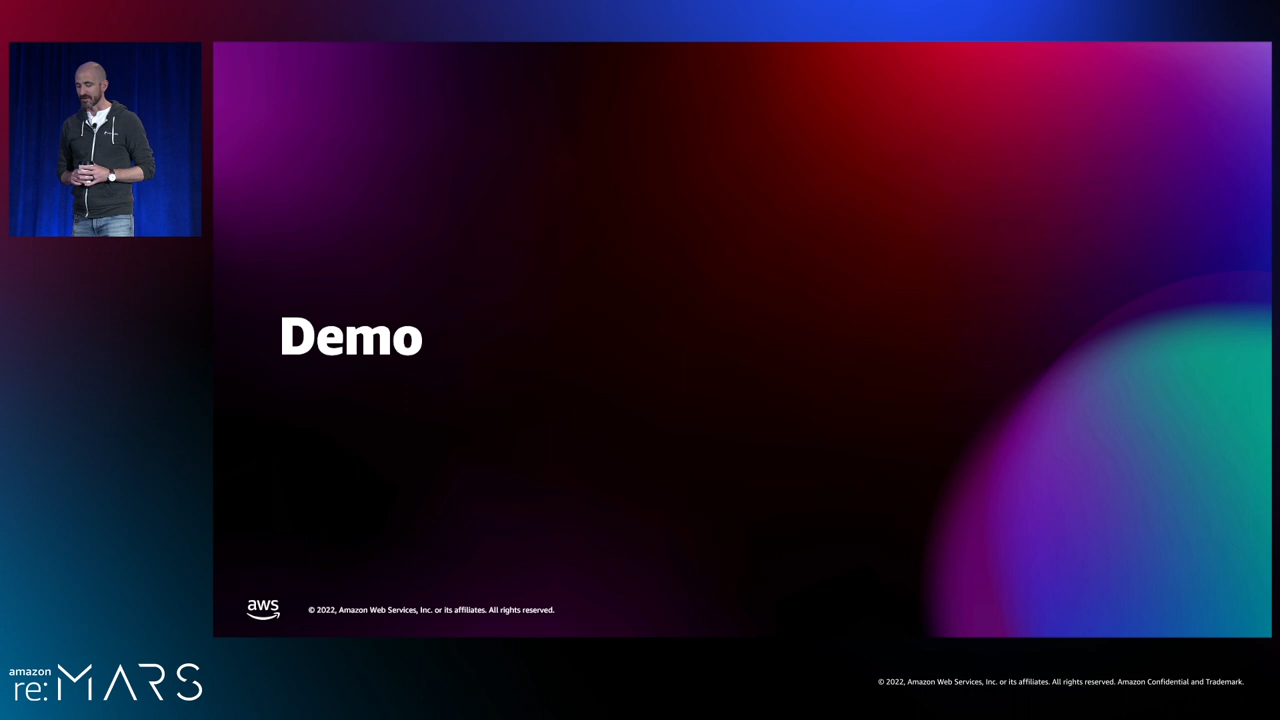 Demo
aws
© 2022, Amazon Web Services, Inc. or its affiliates. All rights reserved.
amazon
re:MARS
© 2022, Amazon Web Services, Inc. or its affiliates. All rights reserved. Amazon Confidential and Trademark.